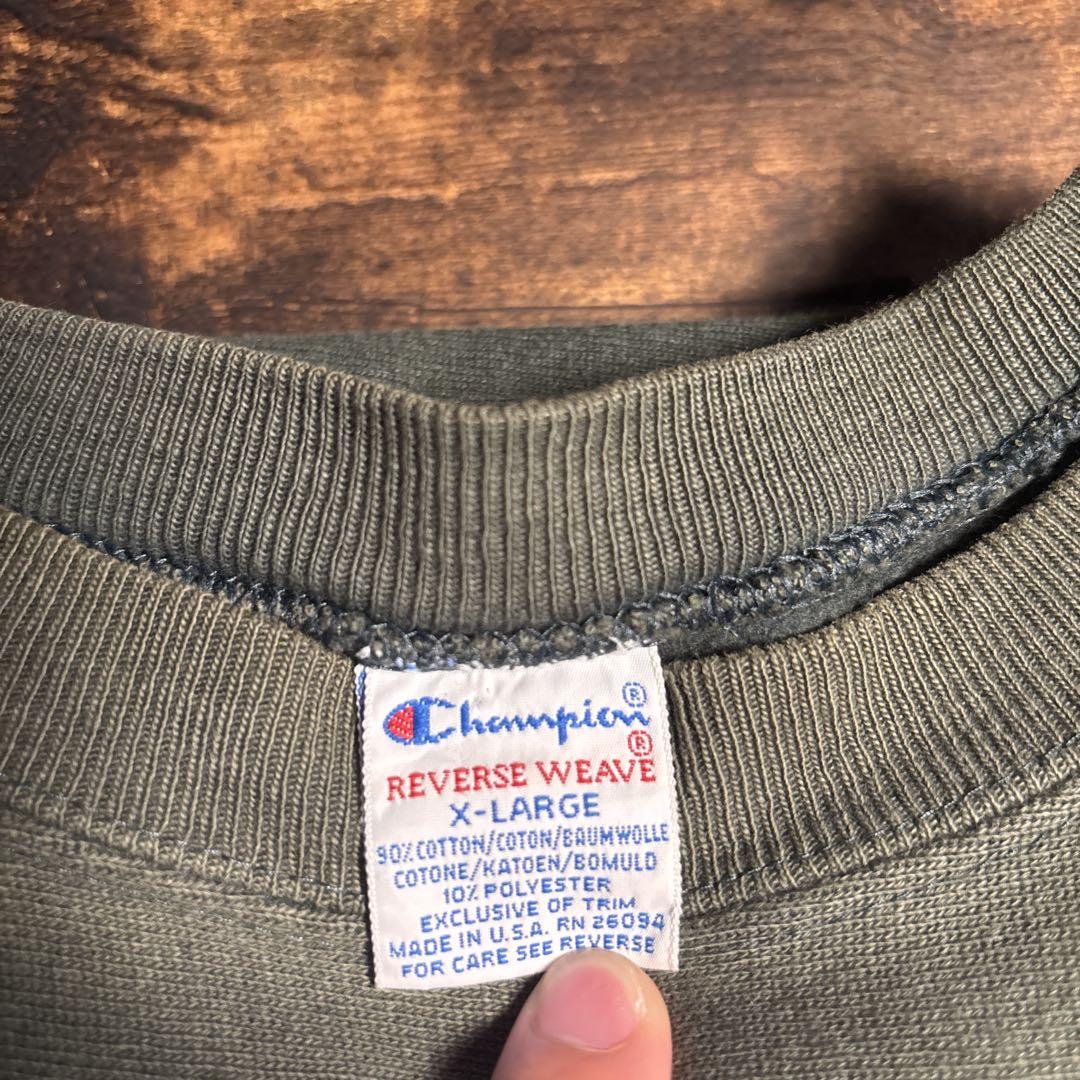 Champion®
REVERSE WEAVE®
X-LARGE
90% COTTON/COTON/BAUMWOLLE
COTONE/KATOEN/BOMULD
10% POLYESTER
EXCLUSIVE OF TRIM
MADE IN U.S.A. RN 26094
FOR CARE SEE REVERSE